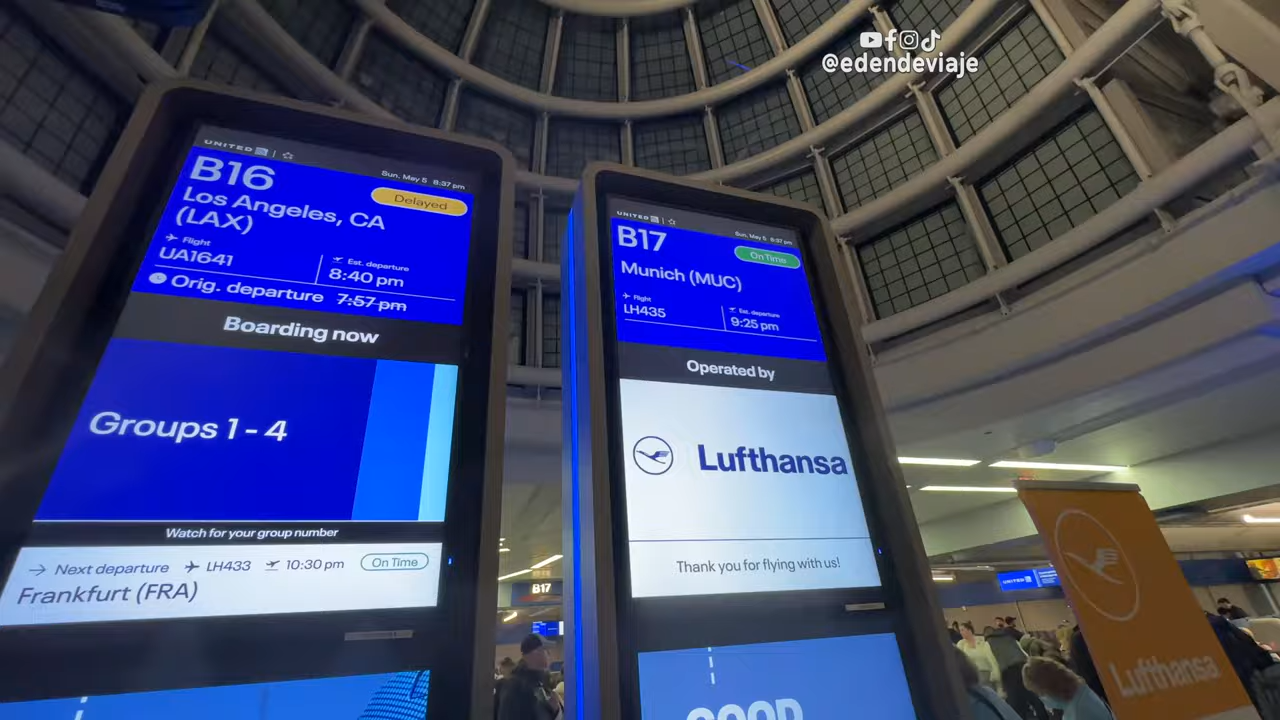 @edendeviaje
UNITED
B16
Sun. May 5 8:37 pm
Delayed
Los Angeles, CA
(LAX)
Flight
UA1641
Est. departure
8:40 pm
Orig. departure 7:57 pm
Boarding now
Groups 1 - 4
Watch for your group number
Next departure LH433 10:30 pm On Time
Frankfurt (FRA)
UNITED
B17
Sun. May 5 8:37 pm
On Time
Munich (MUC)
Flight
LH435
Est. departure
9:25 pm
Operated by
Lufthansa
Thank you for flying with us!
GOOD
B17
UNITED
Lufthansa